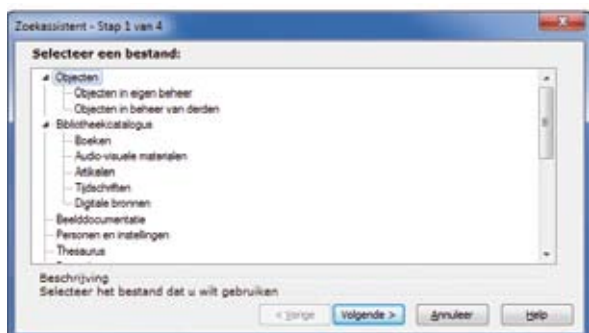 Zoekassistent - Stap 1 van 4
Selecteer een bestand:
Objecten
Objecten in eigen beheer
Objecten in beheer van derden
Bibliotheekcatalogus
Boeken
Audio-visuele materialen
Artikelen
Tijdschriften
Digitale bronnen
Beelddocumentatie
Personen en instellingen
Thesaurus
Beschrijving
Selecteer het bestand dat u wilt gebruiken
< Vorige Volgende > Annuleer Help